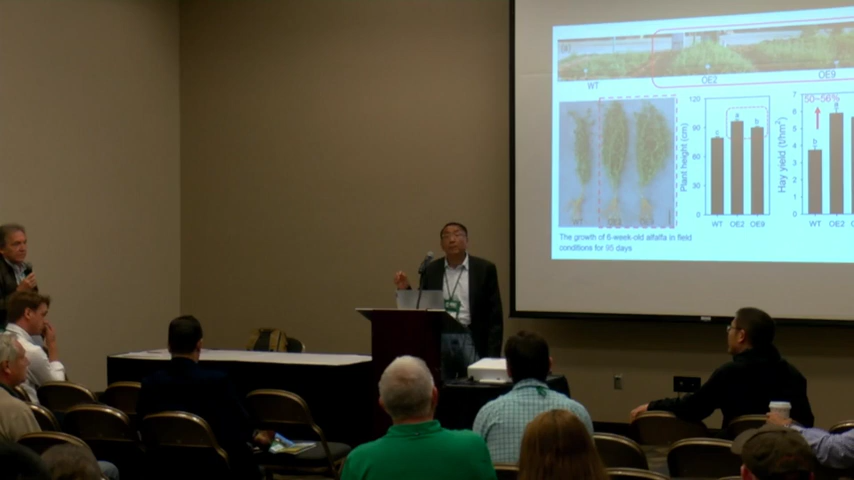 WT
OE2
OE9
120
90
60
30
0
Plant height (cm)
c
a
b
WT OE2 OE9
7
6
5
4
3
2
1
0
Hay yield (t/hm²)
50~56%
b
a
WT OE2
The growth of 6-week-old alfalfa in field
conditions for 95 days